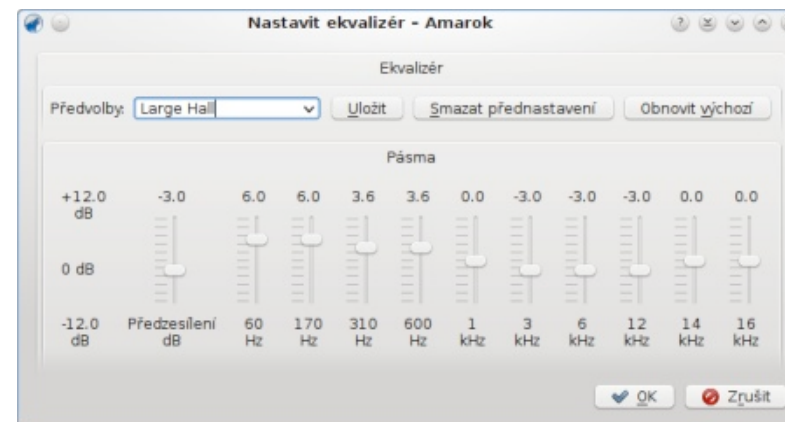 Nastavit ekvalizér – Amarok
Ekvalizér
Předvolby: Large Hall Uložit Smazat přednastavení Obnovit výchozí
Pásma
+12.0 dB -3.0 6.0 6.0 3.6 3.6 0.0 -3.0 -3.0 -3.0 0.0 0.0
0 dB
-12.0 Předzesílení 60 170 310 600 1 3 6 12 14 16
dB dB Hz Hz Hz Hz kHz kHz kHz kHz kHz kHz
OK Zrušit